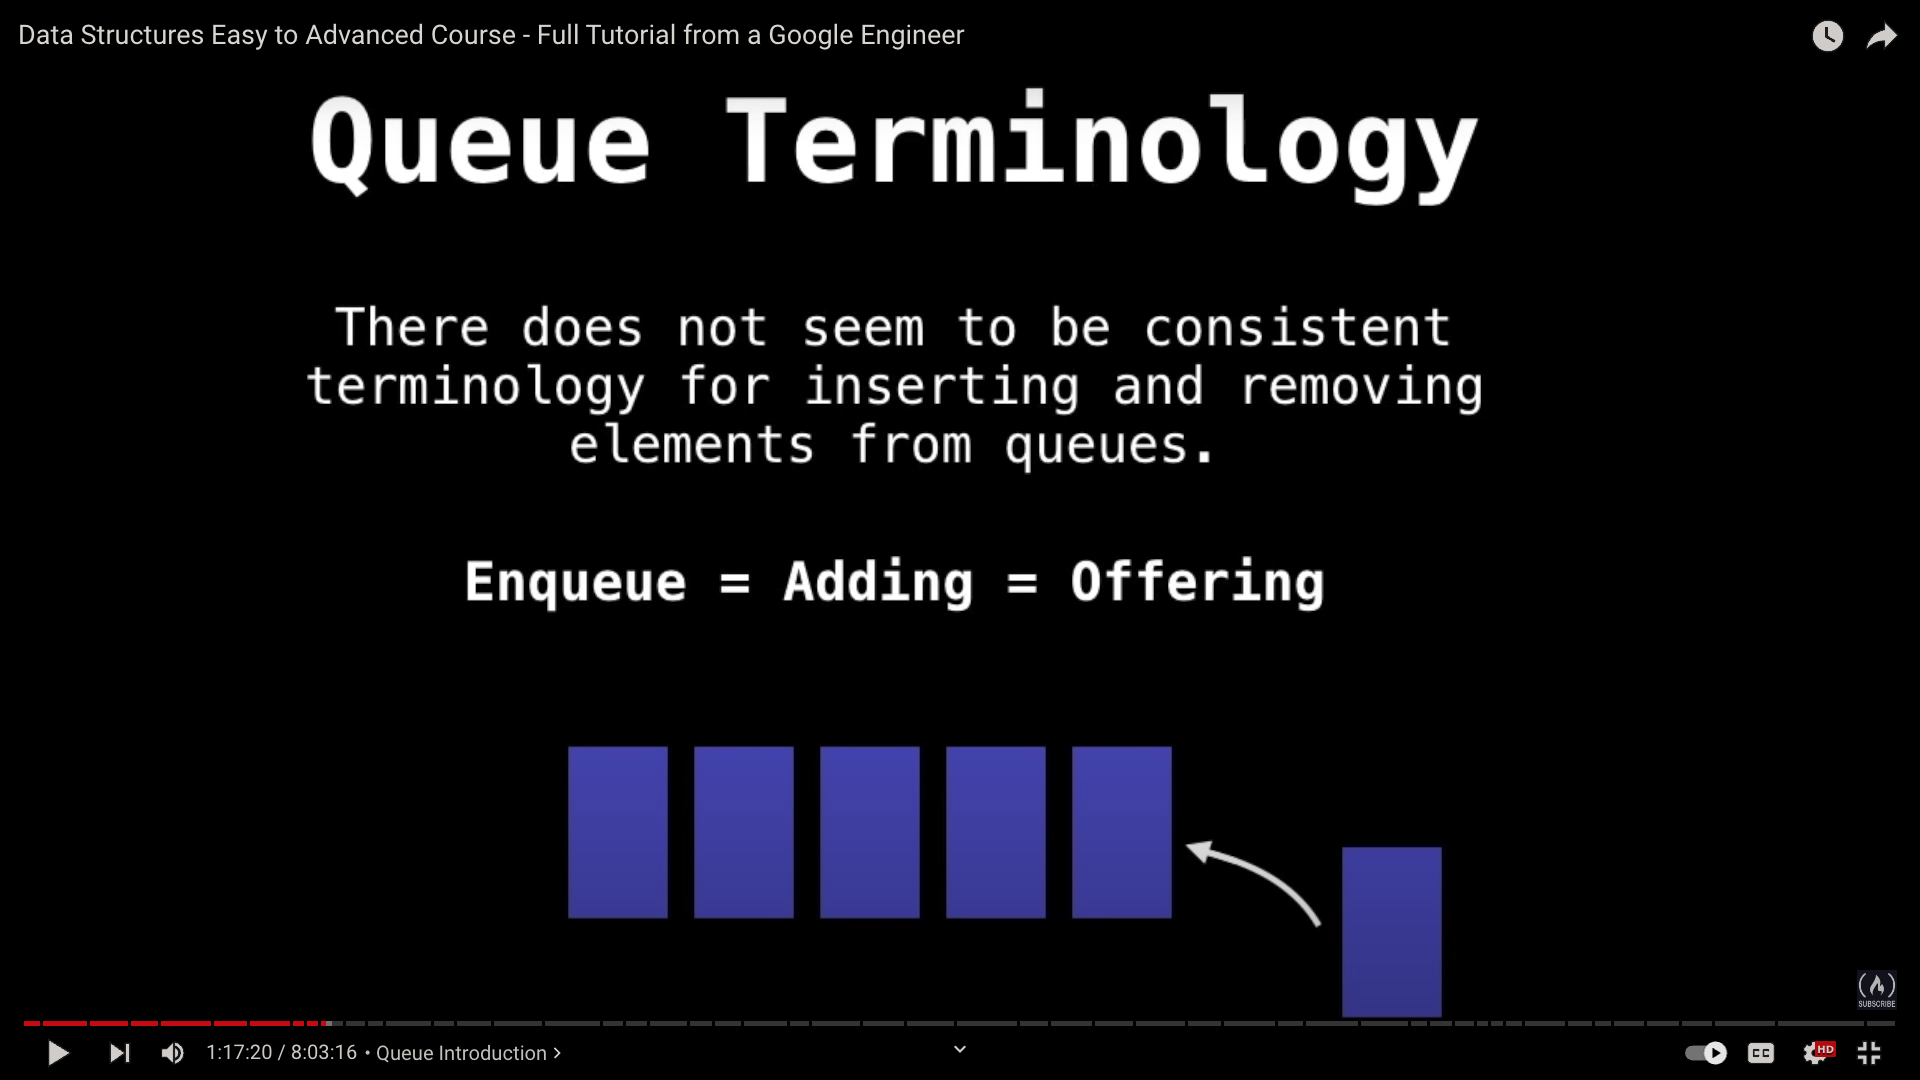 Data Structures Easy to Advanced Course - Full Tutorial from a Google Engineer
Queue Terminology
There does not seem to be consistent
terminology for inserting and removing
elements from queues.
Enqueue = Adding = Offering
SUBSCRIBE
1:17:20 / 8:03:16 • Queue Introduction
CC
HD